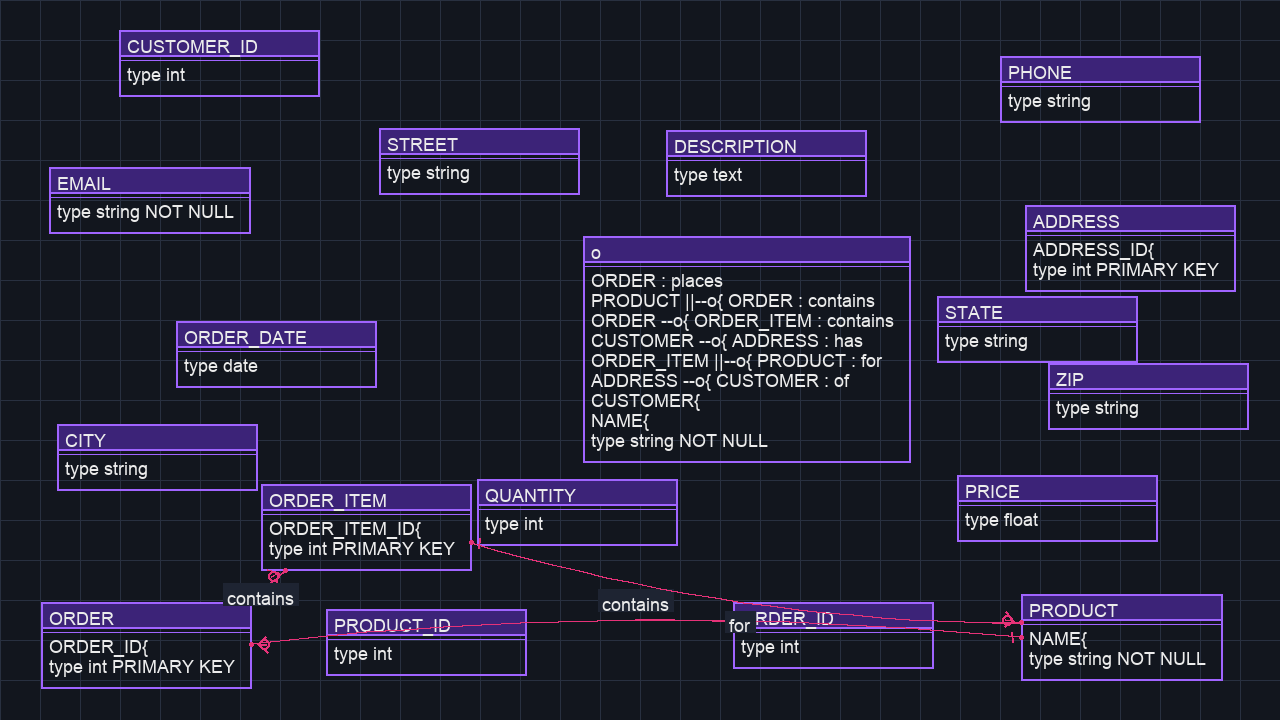 CUSTOMER_ID
type int
PHONE
type string
STREET
type string
DESCRIPTION
type text
EMAIL
type string NOT NULL
ADDRESS
ADDRESS_ID{
type int PRIMARY KEY
o
ORDER : places
PRODUCT ||--o{ ORDER : contains
ORDER --o{ ORDER_ITEM : contains
CUSTOMER --o{ ADDRESS : has
ORDER_ITEM ||--o{ PRODUCT : for
ADDRESS --o{ CUSTOMER : of
CUSTOMER{
NAME{
type string NOT NULL
STATE
type string
ORDER_DATE
type date
ZIP
type string
CITY
type string
ORDER_ITEM
ORDER_ITEM_ID{
type int PRIMARY KEY
QUANTITY
type int
PRICE
type float
contains
contains
for
ORDER
ORDER_ID{
type int PRIMARY KEY
PRODUCT_ID
type int
RDER_ID
type int
PRODUCT
NAME{
type string NOT NULL